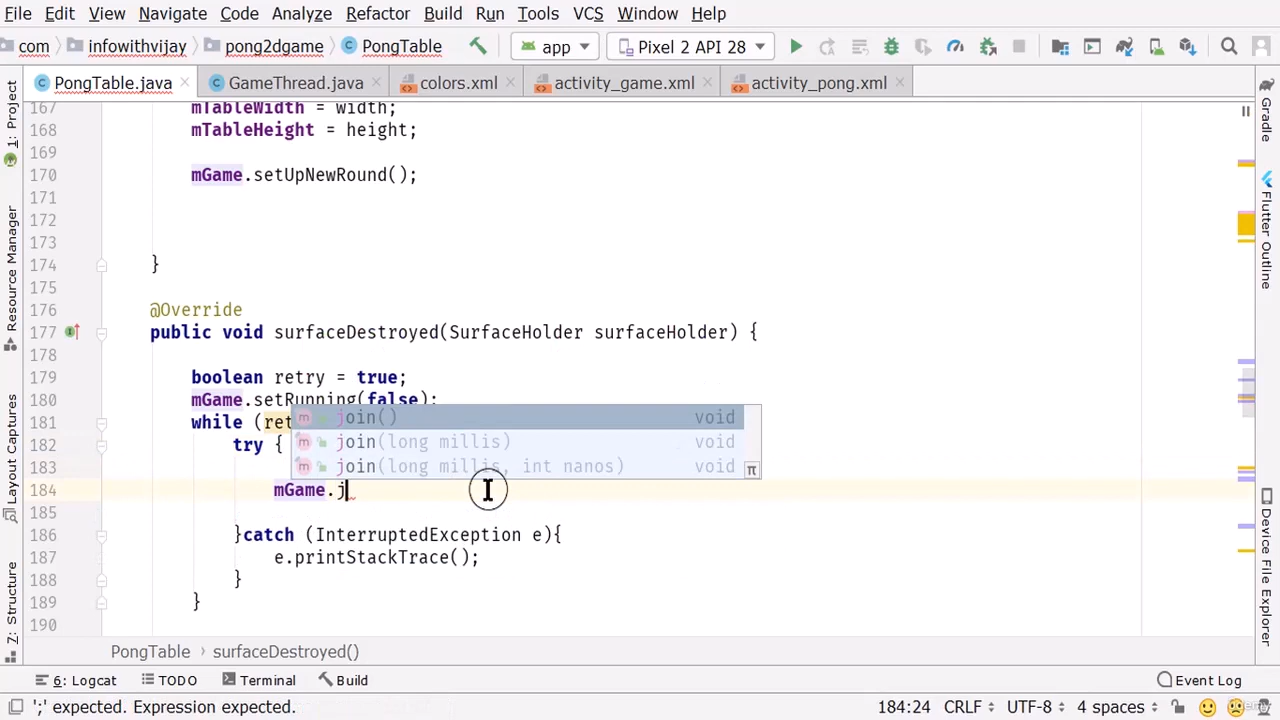 File Edit View Navigate Code Analyze Refactor Build Run Tools VCS Window Help
com infowithvijay pong2dgame PongTable app Pixel 2 API 28
PongTable.java GameThread.java colors.xml activity_game.xml activity_pong.xml
1: Project
Resource Manager
Layout Captures
7: Structure
167 mTableWidth = width;
168 mTableHeight = height;
169
170 mGame.setUpNewRound();
171
172
173
174 }
175
176 @Override
177 public void surfaceDestroyed(SurfaceHolder surfaceHolder) {
178
179 boolean retry = true;
180 mGame.setRunning(false);
181 while (ret
join() void
182 try {
join(long millis) void
183
join(long millis, int nanos) void
184 mGame.j
185
186 }catch (InterruptedException e){
187 e.printStackTrace();
188 }
189 }
190
Gradle
Flutter Outline
Device File Explorer
PongTable surfaceDestroyed()
6: Logcat TODO Terminal Build Event Log
';' expected. Expression expected. 184:24 CRLF UTF-8 4 spaces